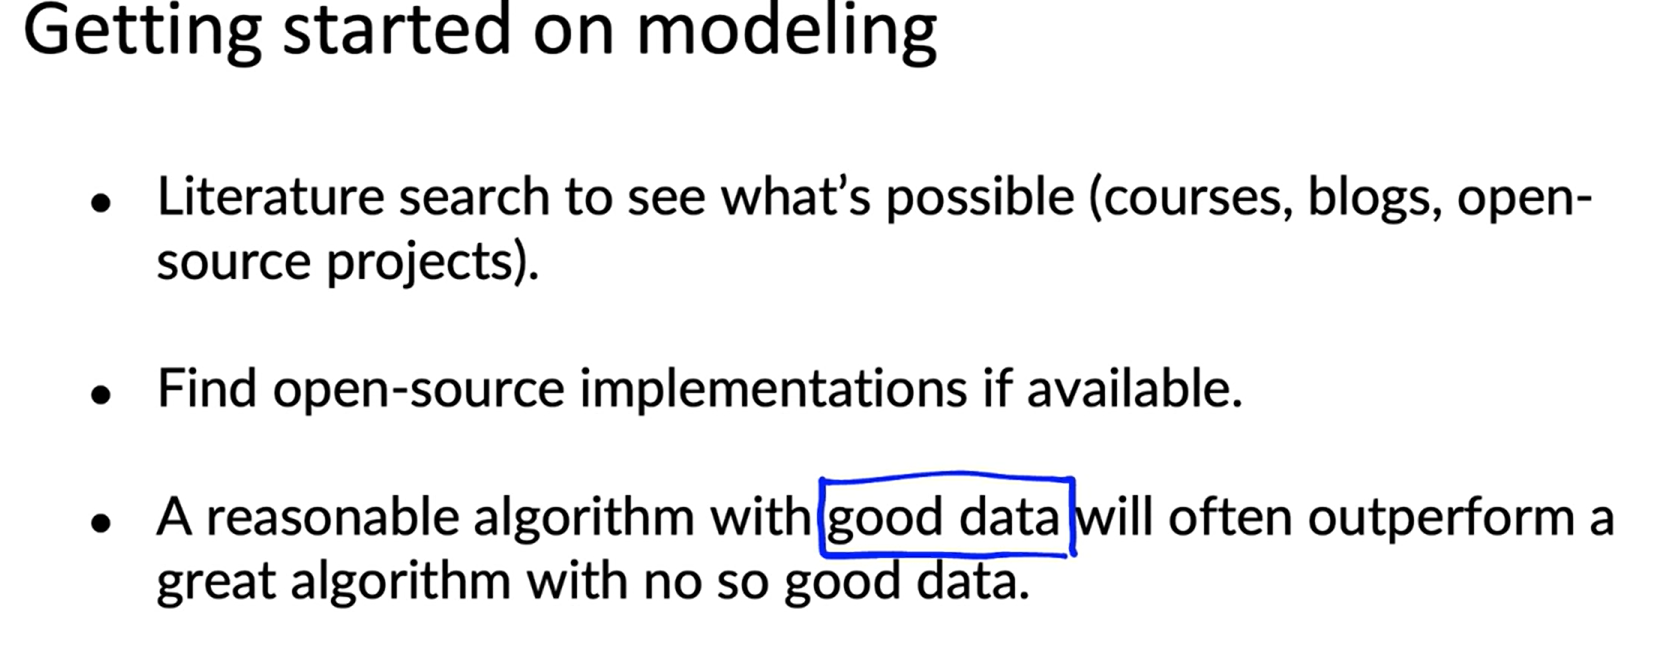 Getting started on modeling
• Literature search to see what’s possible (courses, blogs, open-
source projects).
• Find open-source implementations if available.
• A reasonable algorithm with good data will often outperform a
great algorithm with no so good data.